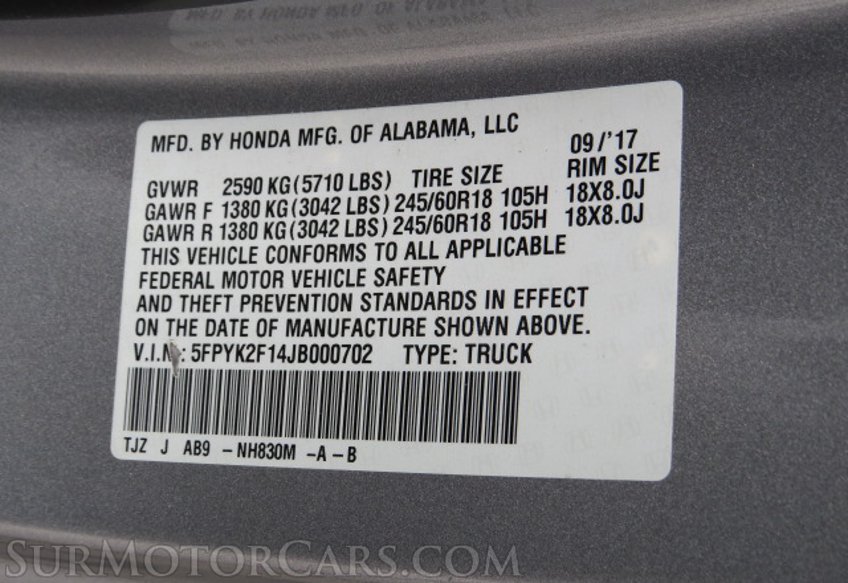 MFD. BY HONDA MFG. OF ALABAMA, LLC
09/'17
GVWR 2590 KG(5710 LBS) TIRE SIZE RIM SIZE
GAWR F 1380 KG(3042 LBS) 245/60R18 105H 18X8.0J
GAWR R 1380 KG(3042 LBS) 245/60R18 105H 18X8.0J
THIS VEHICLE CONFORMS TO ALL APPLICABLE
FEDERAL MOTOR VEHICLE SAFETY
AND THEFT PREVENTION STANDARDS IN EFFECT
ON THE DATE OF MANUFACTURE SHOWN ABOVE.
V.I.N.: 5FPYK2F14JB000702 TYPE: TRUCK
TJZ J AB9 -NH830M -A-B
SURMOTORCARS.COM